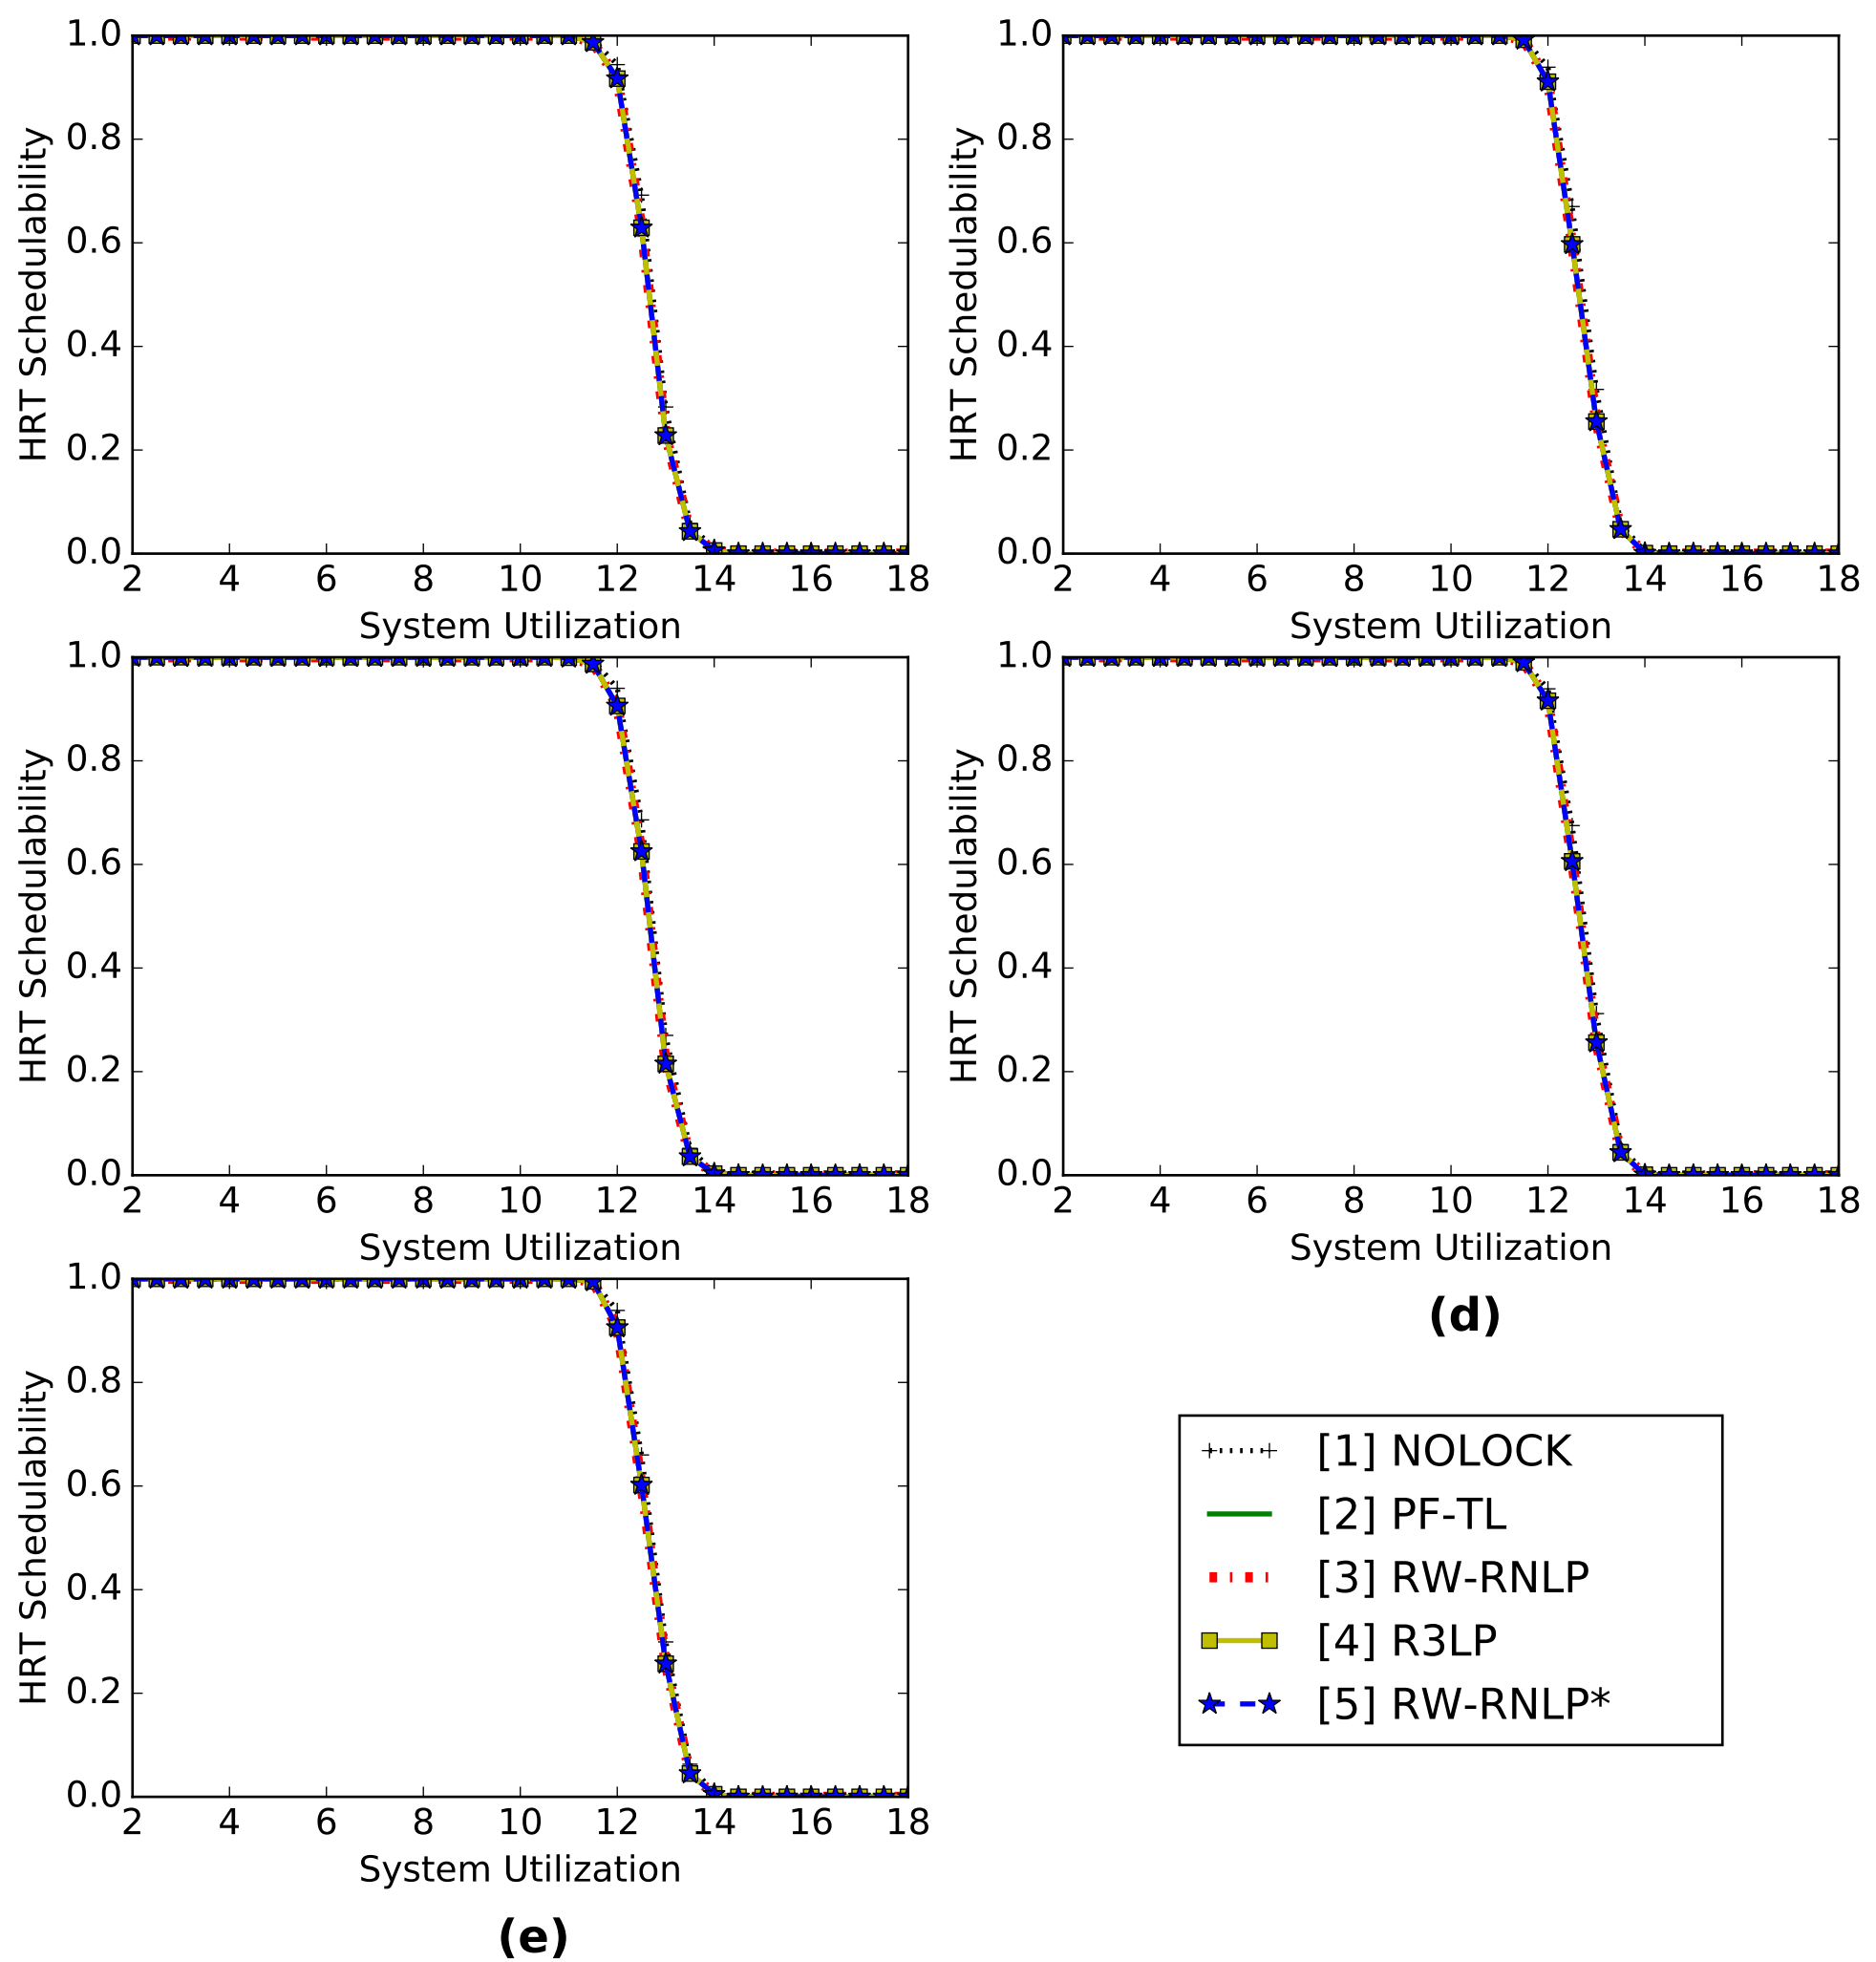 1.0
0.8
0.6
0.4
0.2
0.0
HRT Schedulability
2 4 6 8 10 12 14 16 18
System Utilization
1.0
0.8
0.6
0.4
0.2
0.0
HRT Schedulability
2 4 6 8 10 12 14 16 18
System Utilization
1.0
0.8
0.6
0.4
0.2
0.0
HRT Schedulability
2 4 6 8 10 12 14 16 18
System Utilization
1.0
0.8
0.6
0.4
0.2
0.0
HRT Schedulability
2 4 6 8 10 12 14 16 18
System Utilization
(d)
1.0
0.8
0.6
0.4
0.2
0.0
HRT Schedulability
2 4 6 8 10 12 14 16 18
System Utilization
(e)
[1] NOLOCK
[2] PF-TL
[3] RW-RNLP
[4] R3LP
[5] RW-RNLP*